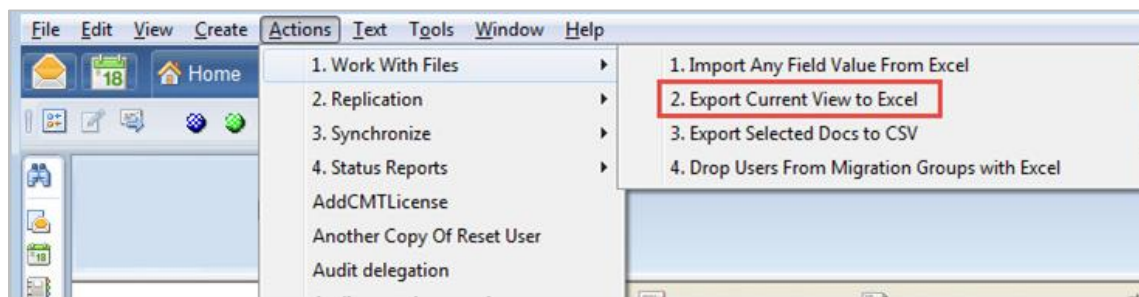 File Edit View Create Actions Text Tools Window Help
18 Home
1. Work With Files
2. Replication
3. Synchronize
4. Status Reports
AddCMTLicense
Another Copy Of Reset User
Audit delegation
1. Import Any Field Value From Excel
2. Export Current View to Excel
3. Export Selected Docs to CSV
4. Drop Users From Migration Groups with Excel
18